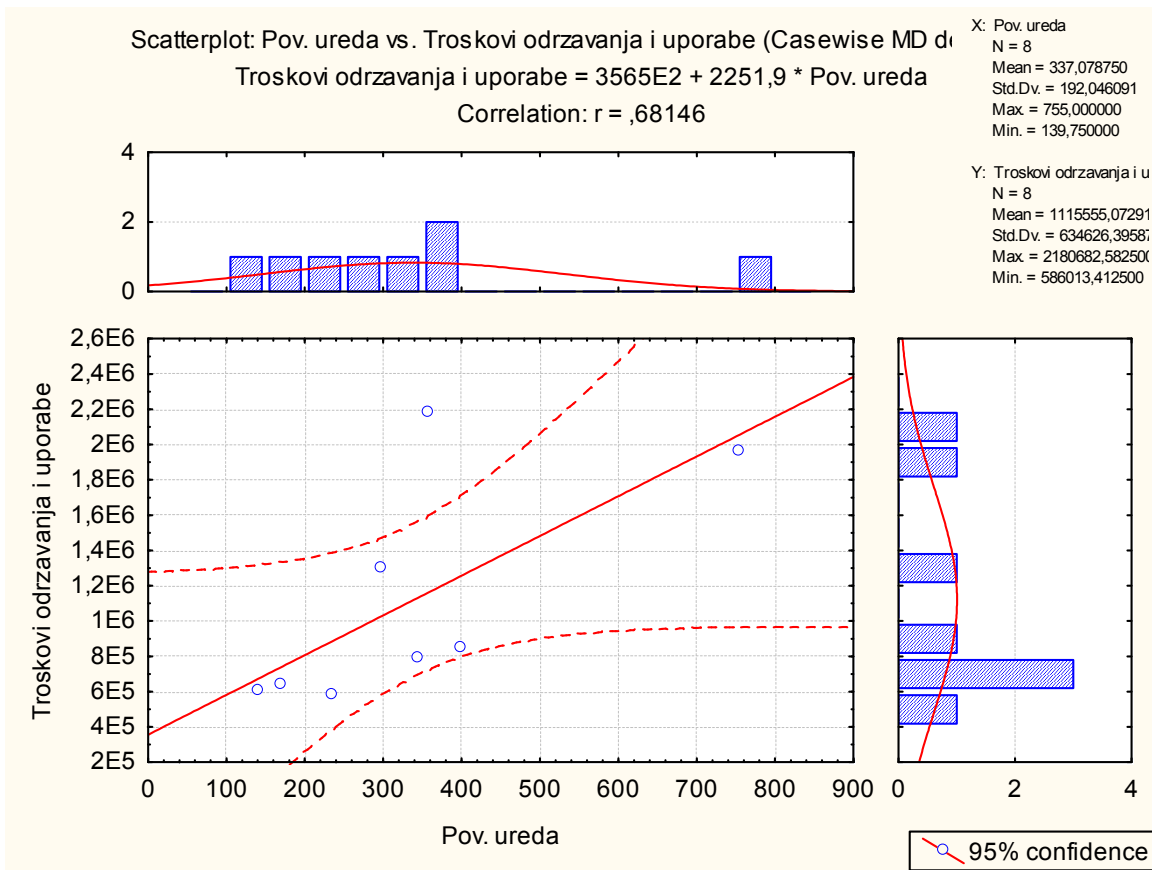 Scatterplot: Pov. ureda vs. Troskovi odrzavanja i uporabe (Casewise MD
Troskovi odrzavanja i uporabe = 3565E2 + 2251,9 * Pov. ureda
Correlation: r = ,68146
X: Pov. ureda
N = 8
Mean = 337,078750
Std.Dv. = 192,046091
Max. = 755,000000
Min. = 139,750000
Y: Troskovi odrzavanja i u
N = 8
Mean = 1115555,07291
Std.Dv. = 634626,39587
Max. = 2180682,582500
Min. = 586013,412500
4
2
0
2,6E6
2,4E6
2,2E6
2E6
1,8E6
1,6E6
1,4E6
1,2E6
1E6
8E5
6E5
4E5
2E5
Troskovi odrzavanja i uporabe
0 100 200 300 400 500 600 700 800 900
Pov. ureda
0 2 4
95% confidence